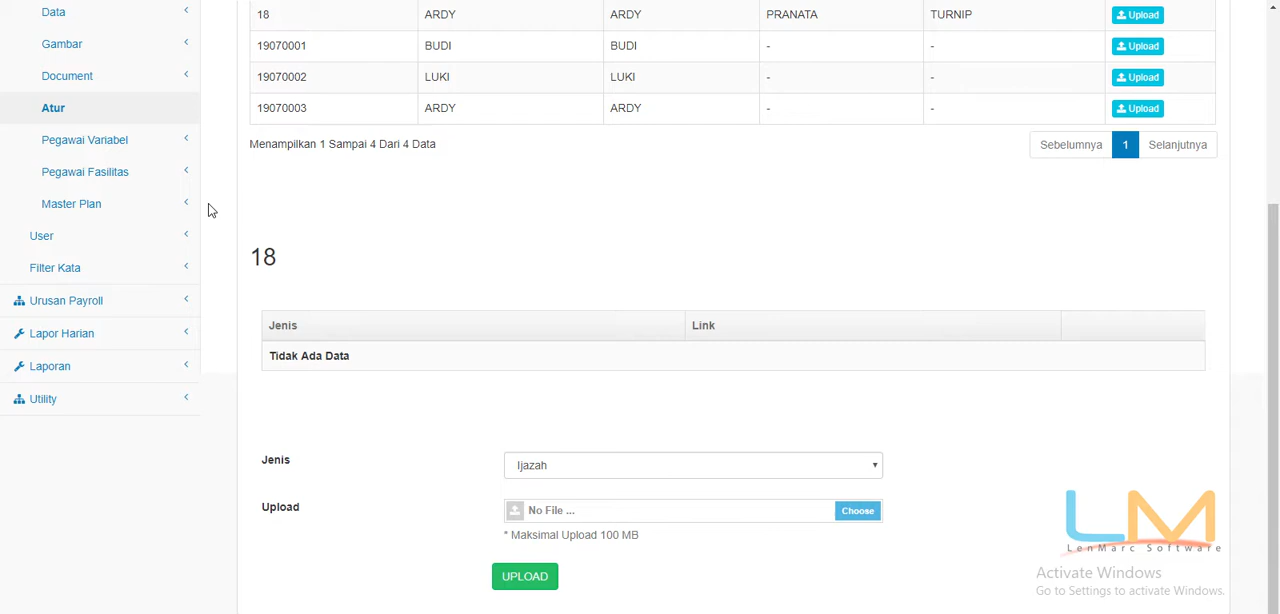 Data
Gambar
Document
Atur
Pegawai Variabel
Pegawai Fasilitas
Master Plan
User
Filter Kata
Urusan Payroll
Lapor Harian
Laporan
Utility
18 ARDY ARDY PRANATA TURNIP Upload
19070001 BUDI BUDI - - Upload
19070002 LUKI LUKI - - Upload
19070003 ARDY ARDY - - Upload
Menampilkan 1 Sampai 4 Dari 4 Data
Sebelumnya 1 Selanjutnya
18
Jenis Link
Tidak Ada Data
Jenis Ijazah
Upload No File ... Choose
* Maksimal Upload 100 MB
UPLOAD
LM
LenMarc Software
Activate Windows
Go to Settings to activate Windows.